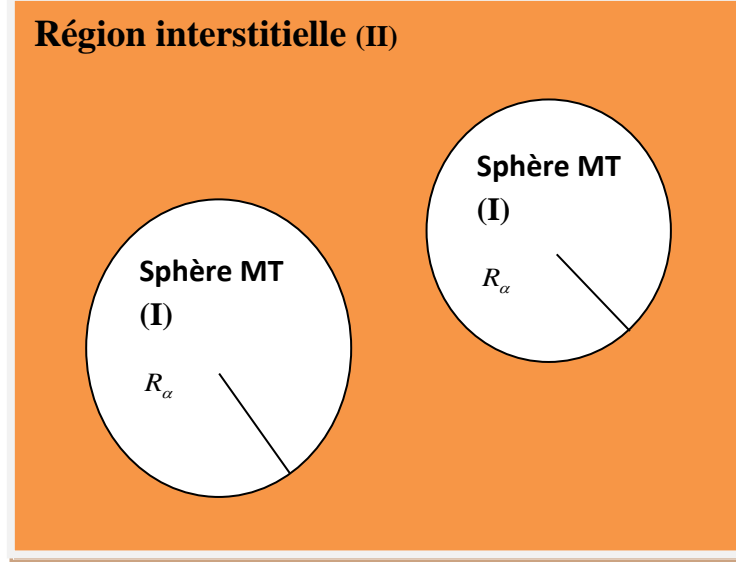 Région interstitielle (II)
Sphère MT
(I)
Rα
Sphère MT
(I)
Rα